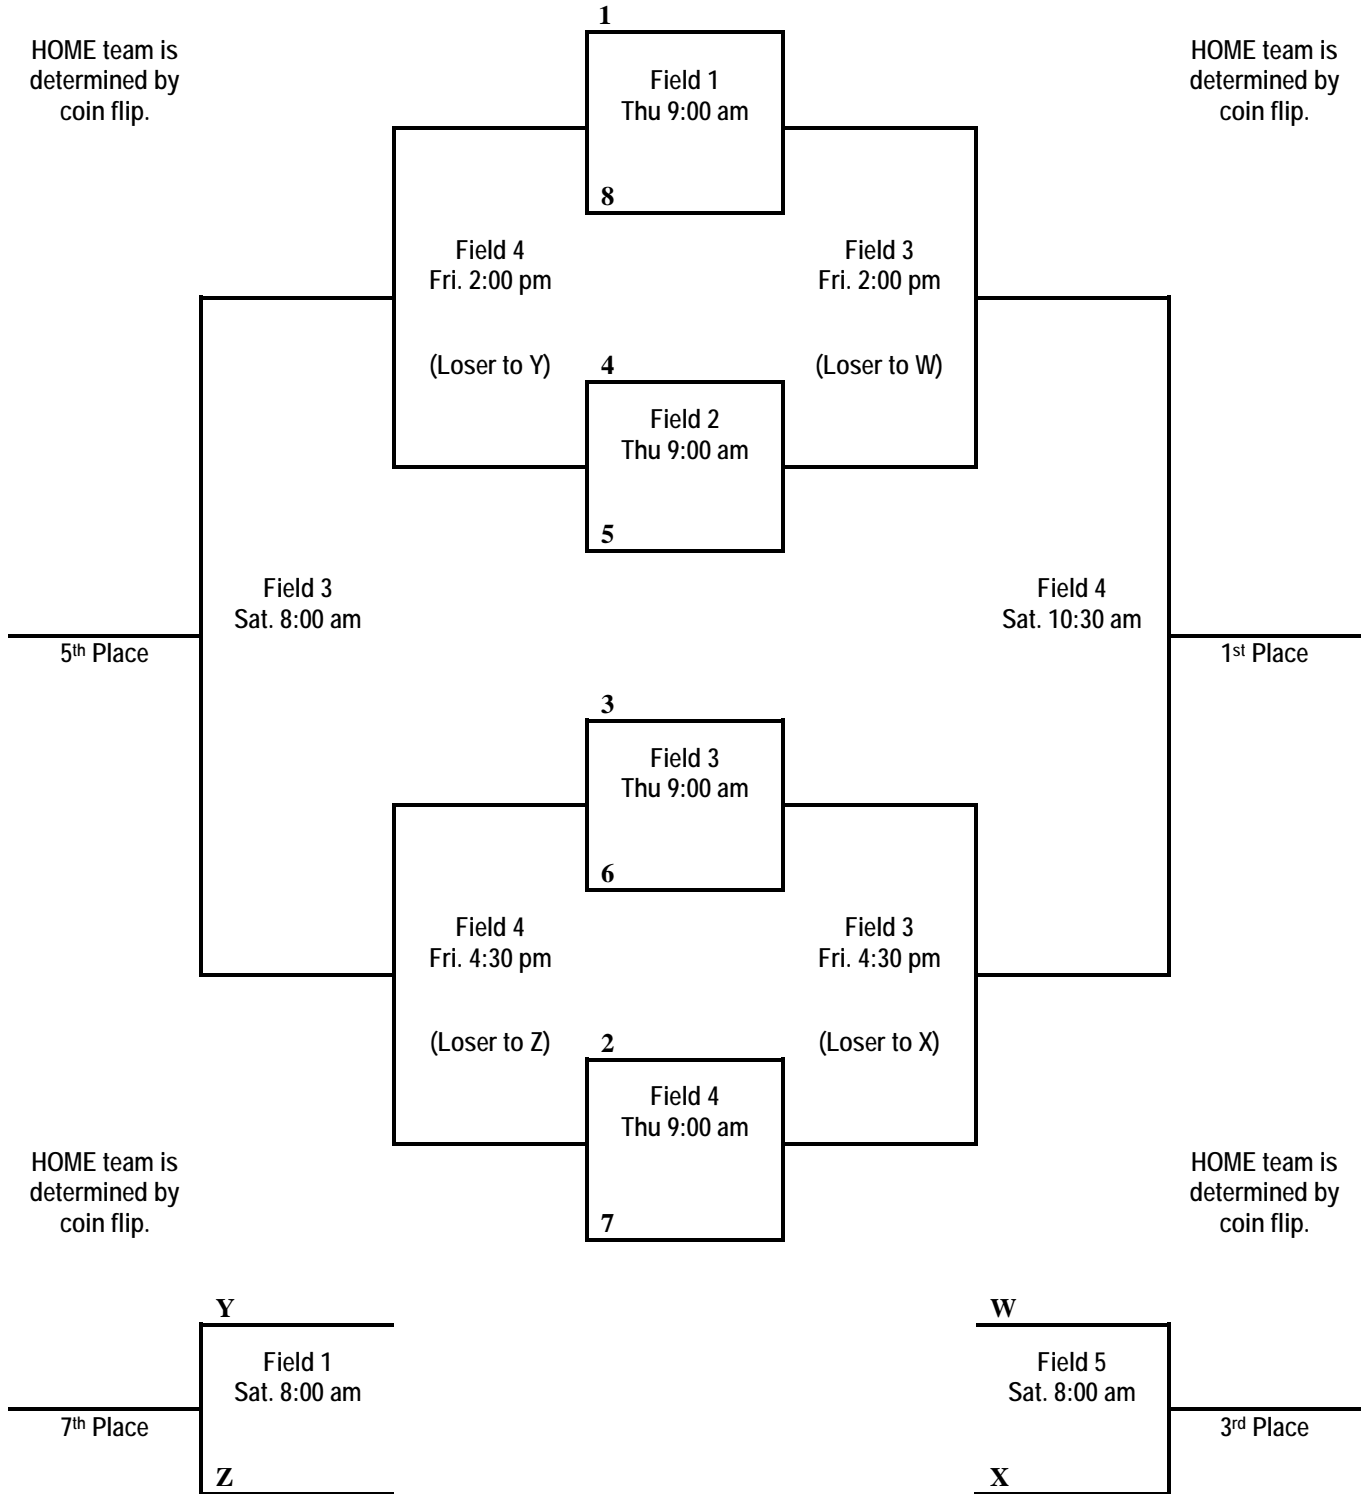 1
HOME team is
determined by
coin flip.
Field 1
Thu 9:00 am
HOME team is
determined by
coin flip.
8
Field 4
Fri. 2:00 pm
Field 3
Fri. 2:00 pm
(Loser to Y)
4
(Loser to W)
Field 2
Thu 9:00 am
5
Field 3
Sat. 8:00 am
Field 4
Sat. 10:30 am
5th Place
1st Place
3
Field 3
Thu 9:00 am
6
Field 4
Fri. 4:30 pm
Field 3
Fri. 4:30 pm
(Loser to Z)
2
(Loser to X)
Field 4
Thu 9:00 am
HOME team is
determined by
coin flip.
7
HOME team is
determined by
coin flip.
Y
W
Field 1
Sat. 8:00 am
Field 5
Sat. 8:00 am
7th Place
3rd Place
Z
X